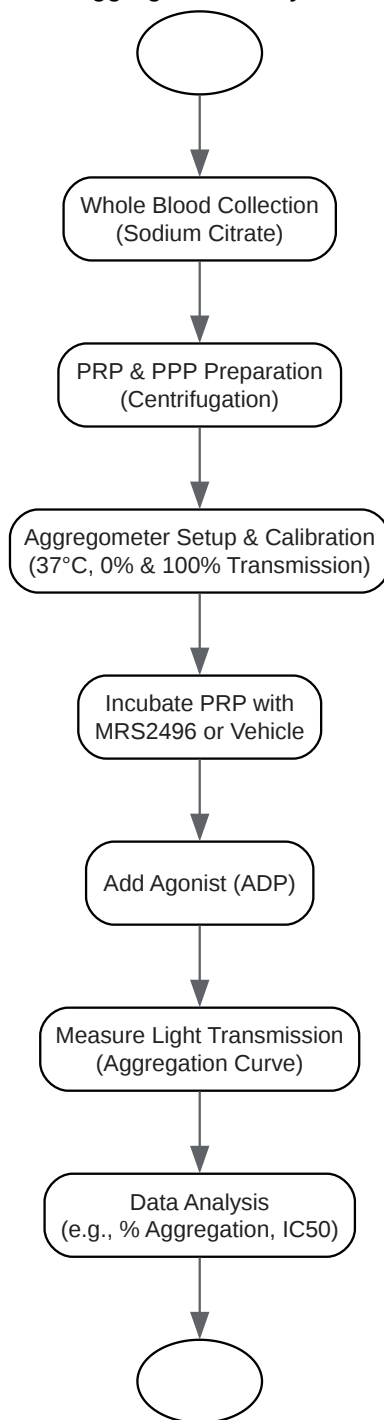 Whole Blood Collection
(Sodium Citrate)
PRP & PPP Preparation
(Centrifugation)
Aggregometer Setup & Calibration
(37°C, 0% & 100% Transmission)
Incubate PRP with
MRS2496 or Vehicle
Add Agonist (ADP)
Measure Light Transmission
(Aggregation Curve)
Data Analysis
(e.g., % Aggregation, IC50)